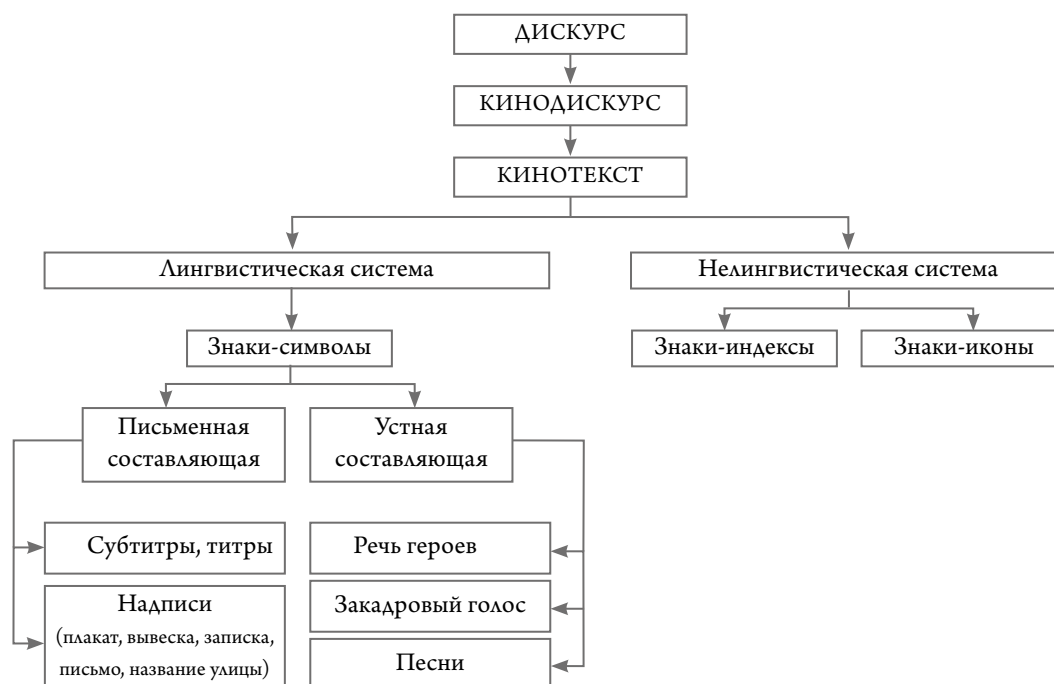 ДИСКУРС
КИНОДИСКУРС
КИНОТЕКСТ
Лингвистическая система
Нелингвистическая система
Знаки-символы
Знаки-индексы
Знаки-иконы
Письменная
составляющая
Устная
составляющая
Субтитры, титры
Надписи
(плакат, вывеска, записка,
письмо, название улицы)
Речь героев
Закадровый голос
Песни